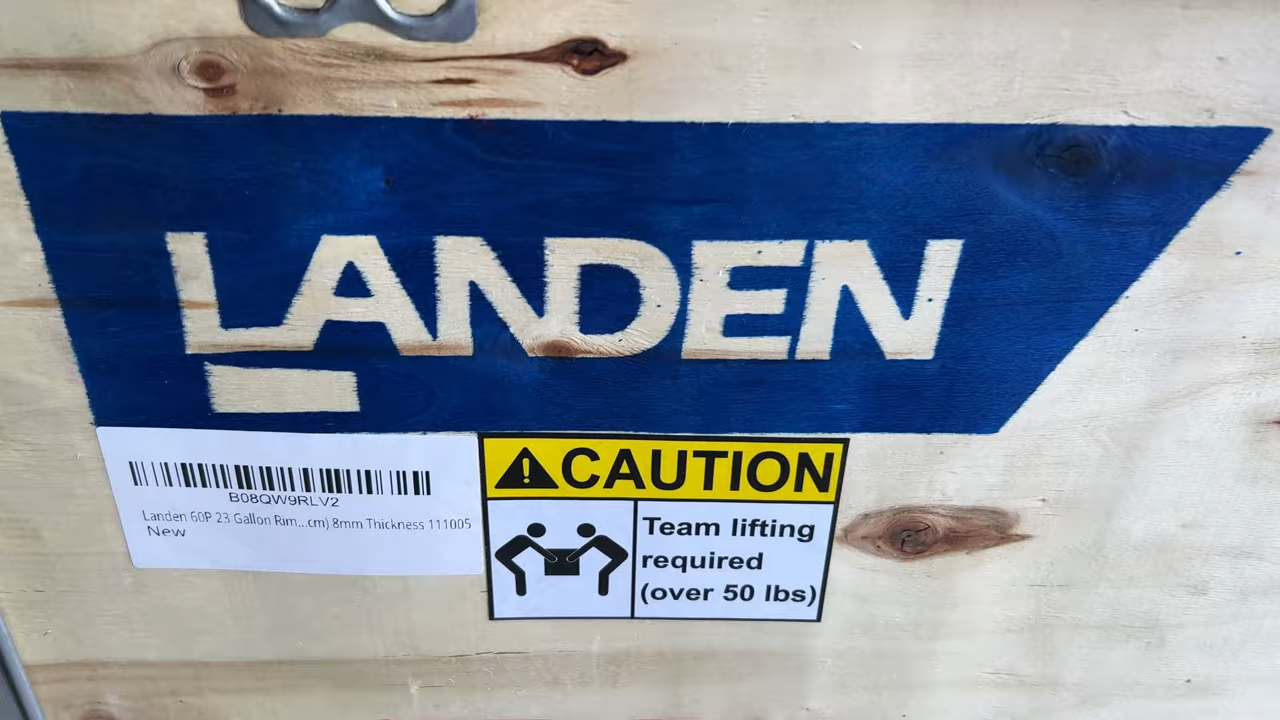 LANDEN
B08QW9RLV2
Landen 60P 23 Gallon Rim...cm) 8mm Thickness 111005
New
CAUTION
Team lifting
required
(over 50 lbs)